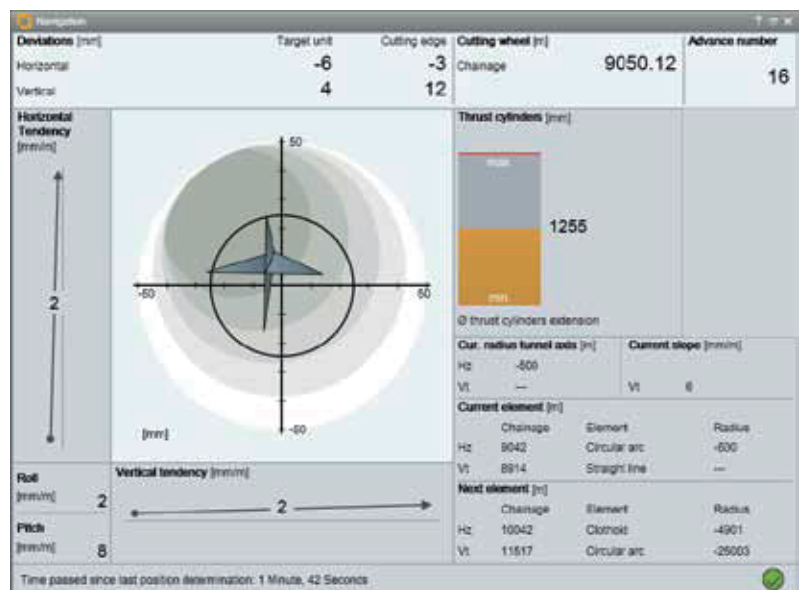 Navigation
Deviations [mm] Target unit Cutting edge
Horizontal -6 -3
Vertical 4 12
Cutting wheel [m]
Chainage 9050.12
Advance number
16
Horizontal
Tendency
[mm/m]
2
50
-50 50
-50
[mm]
Thrust cylinders [mm]
max
1255
min
Ø thrust cylinders extension
Cur. radius tunnel axis [m] Current slope [mm/m]
Hz -500
Vt --- Vt 6
Current element [m]
Chainage Element Radius
Hz 9042 Circular arc -500
Vt 8914 Straight line ---
Next element [m]
Chainage Element Radius
Hz 10042 Clothoid -4901
Vt 11517 Circular arc -25003
Roll
[mm/m] 2
Pitch
[mm/m] 8
Vertical tendency [mm/m]
2
Time passed since last position determination: 1 Minute, 42 Seconds